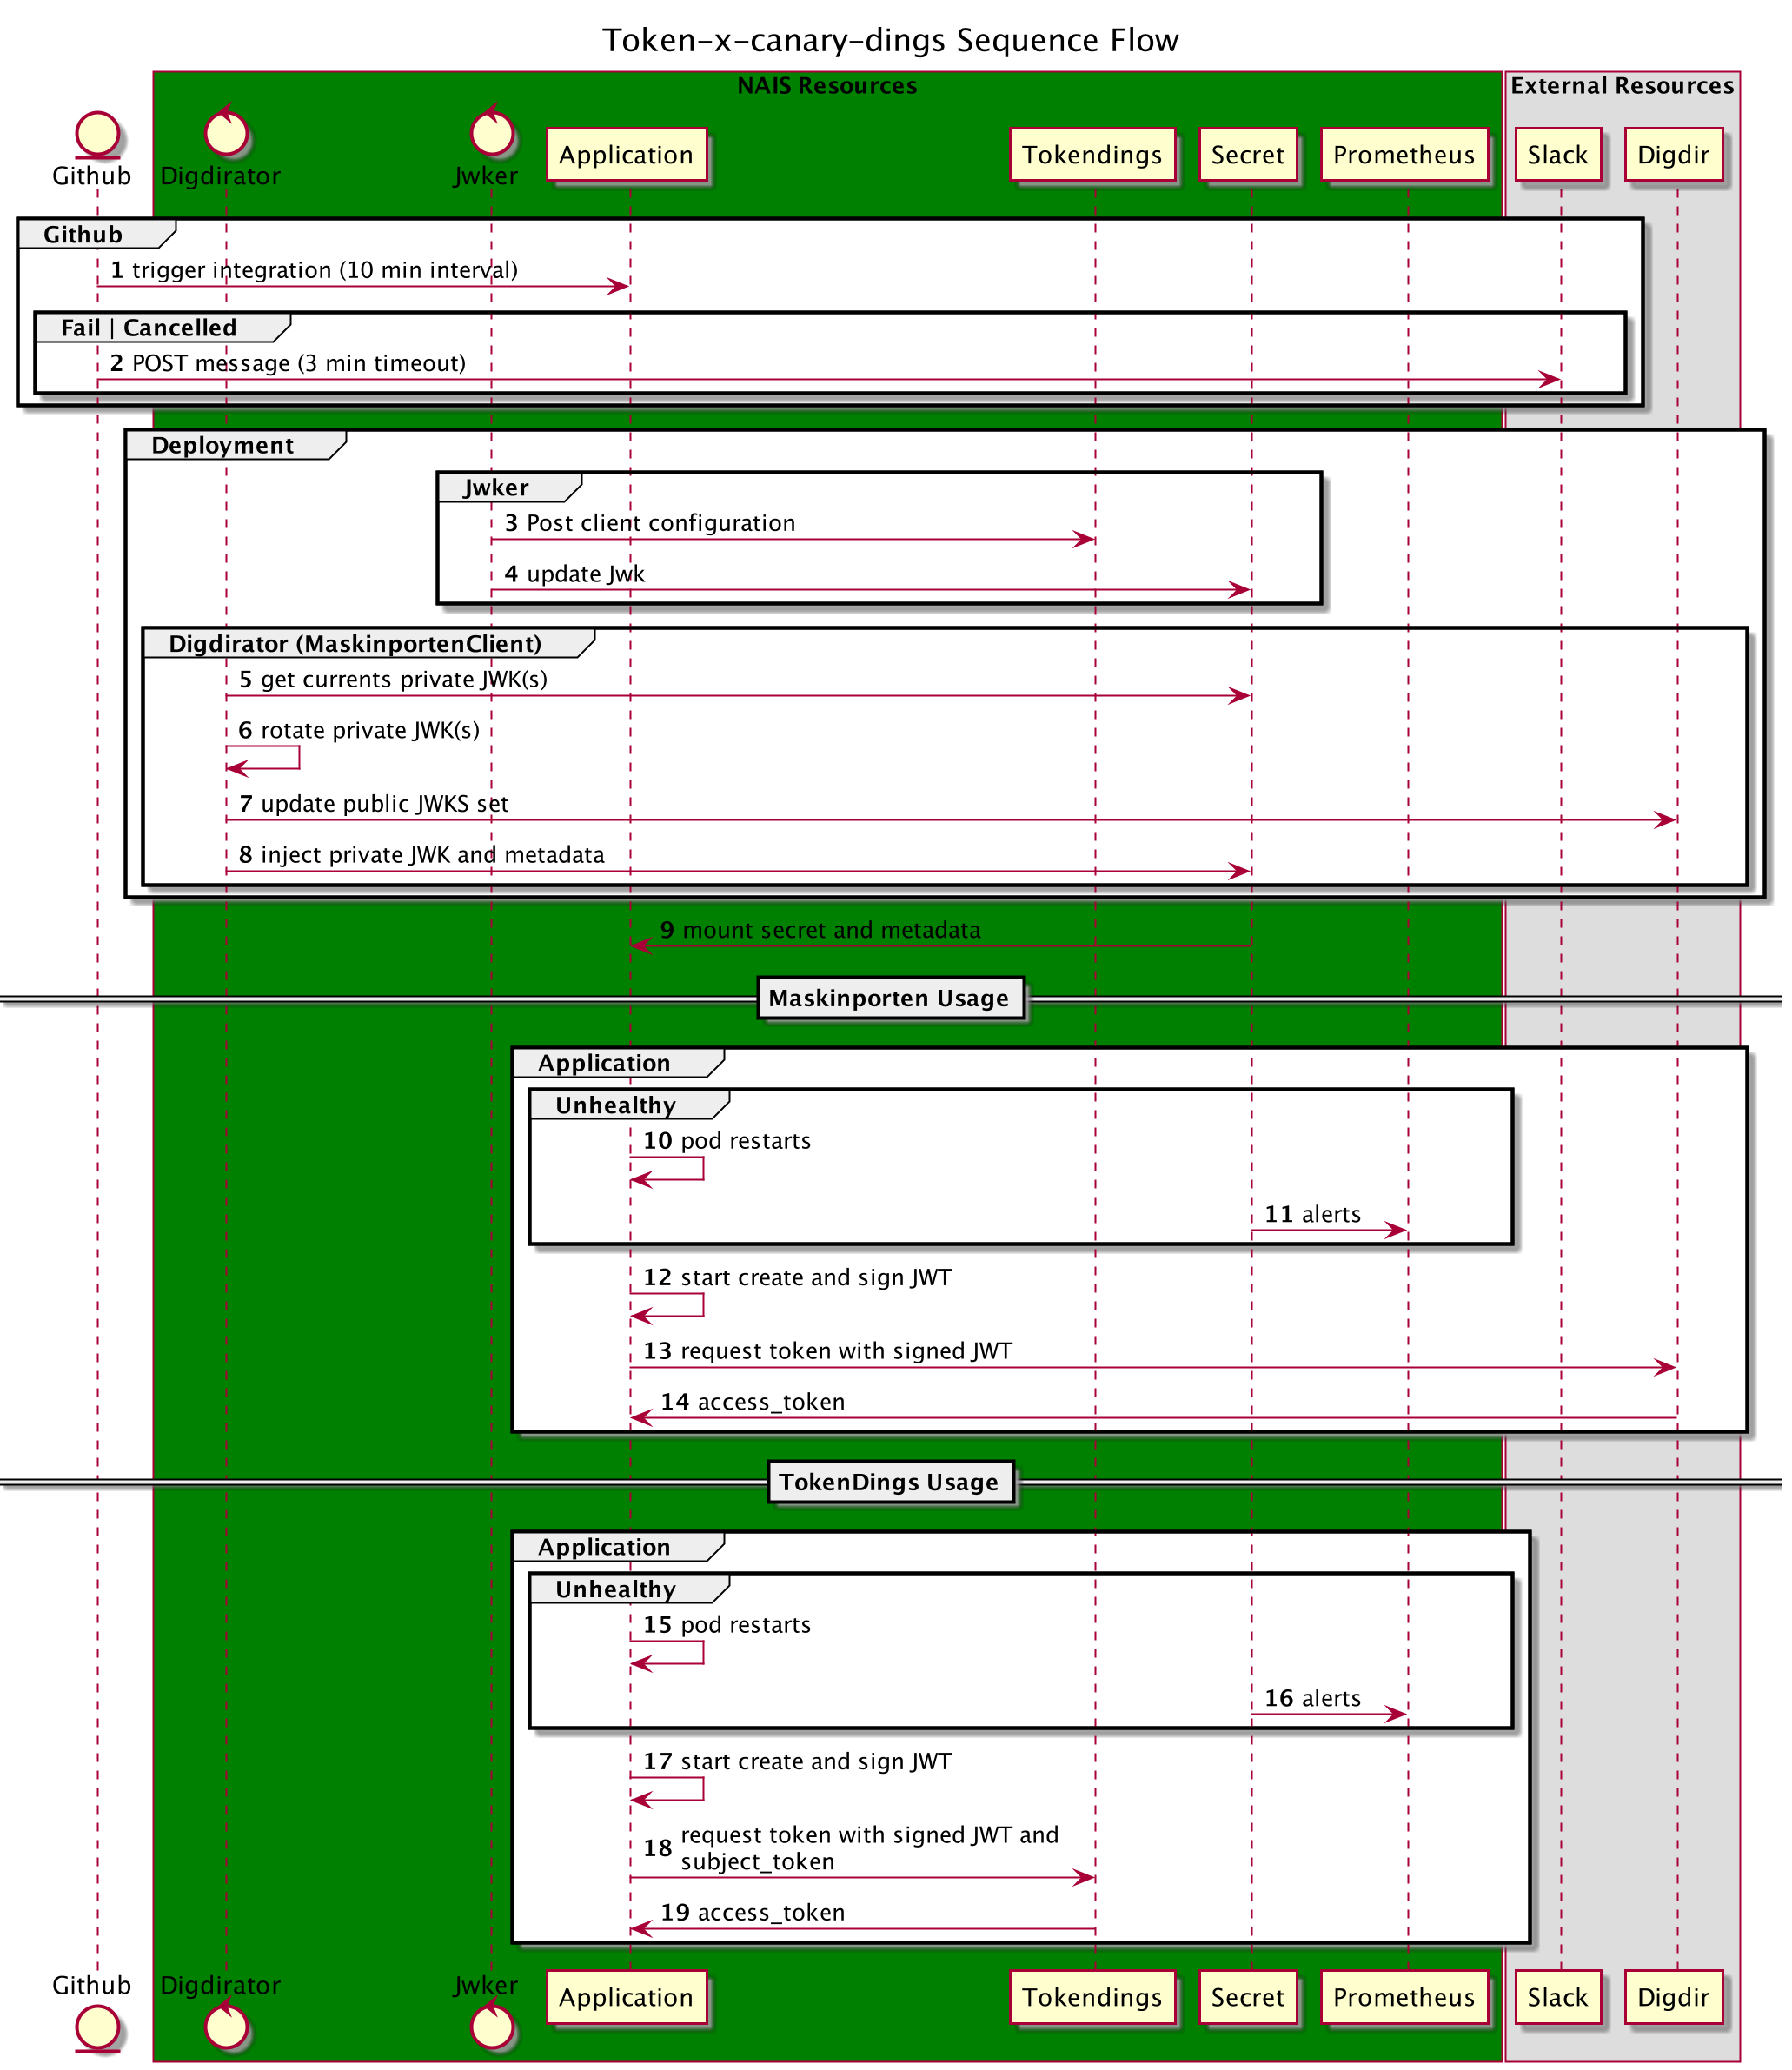 Token-x-canary-dings Sequence Flow
NAIS Resources
External Resources
Github
Digdirator
Jwker
Application
Tokendings
Secret
Prometheus
Slack
Digdir
Github
1 trigger integration (10 min interval)
Fail | Cancelled
2 POST message (3 min timeout)
Deployment
Jwker
3 Post client configuration
4 update Jwk
Digdirator (MaskinportenClient)
5 get currents private JWK(s)
6 rotate private JWK(s)
7 update public JWKS set
8 inject private JWK and metadata
9 mount secret and metadata
Maskinporten Usage
Application
Unhealthy
10 pod restarts
11 alerts
12 start create and sign JWT
13 request token with signed JWT
14 access_token
TokenDings Usage
Application
Unhealthy
15 pod restarts
16 alerts
17 start create and sign JWT
18 request token with signed JWT and
subject_token
19 access_token
Github
Digdirator
Jwker
Application
Tokendings
Secret
Prometheus
Slack
Digdir